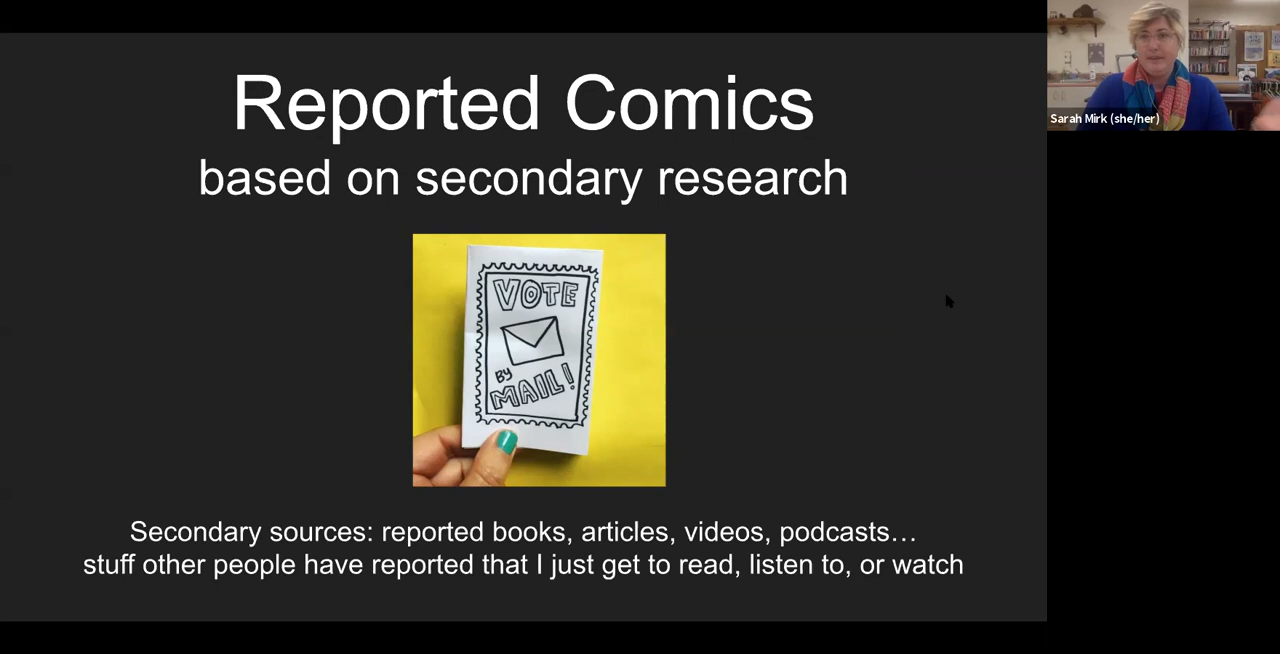 Reported Comics
based on secondary research
VOTE
BY
MAIL!
Secondary sources: reported books, articles, videos, podcasts…
stuff other people have reported that I just get to read, listen to, or watch
Sarah Mirk (she/her)